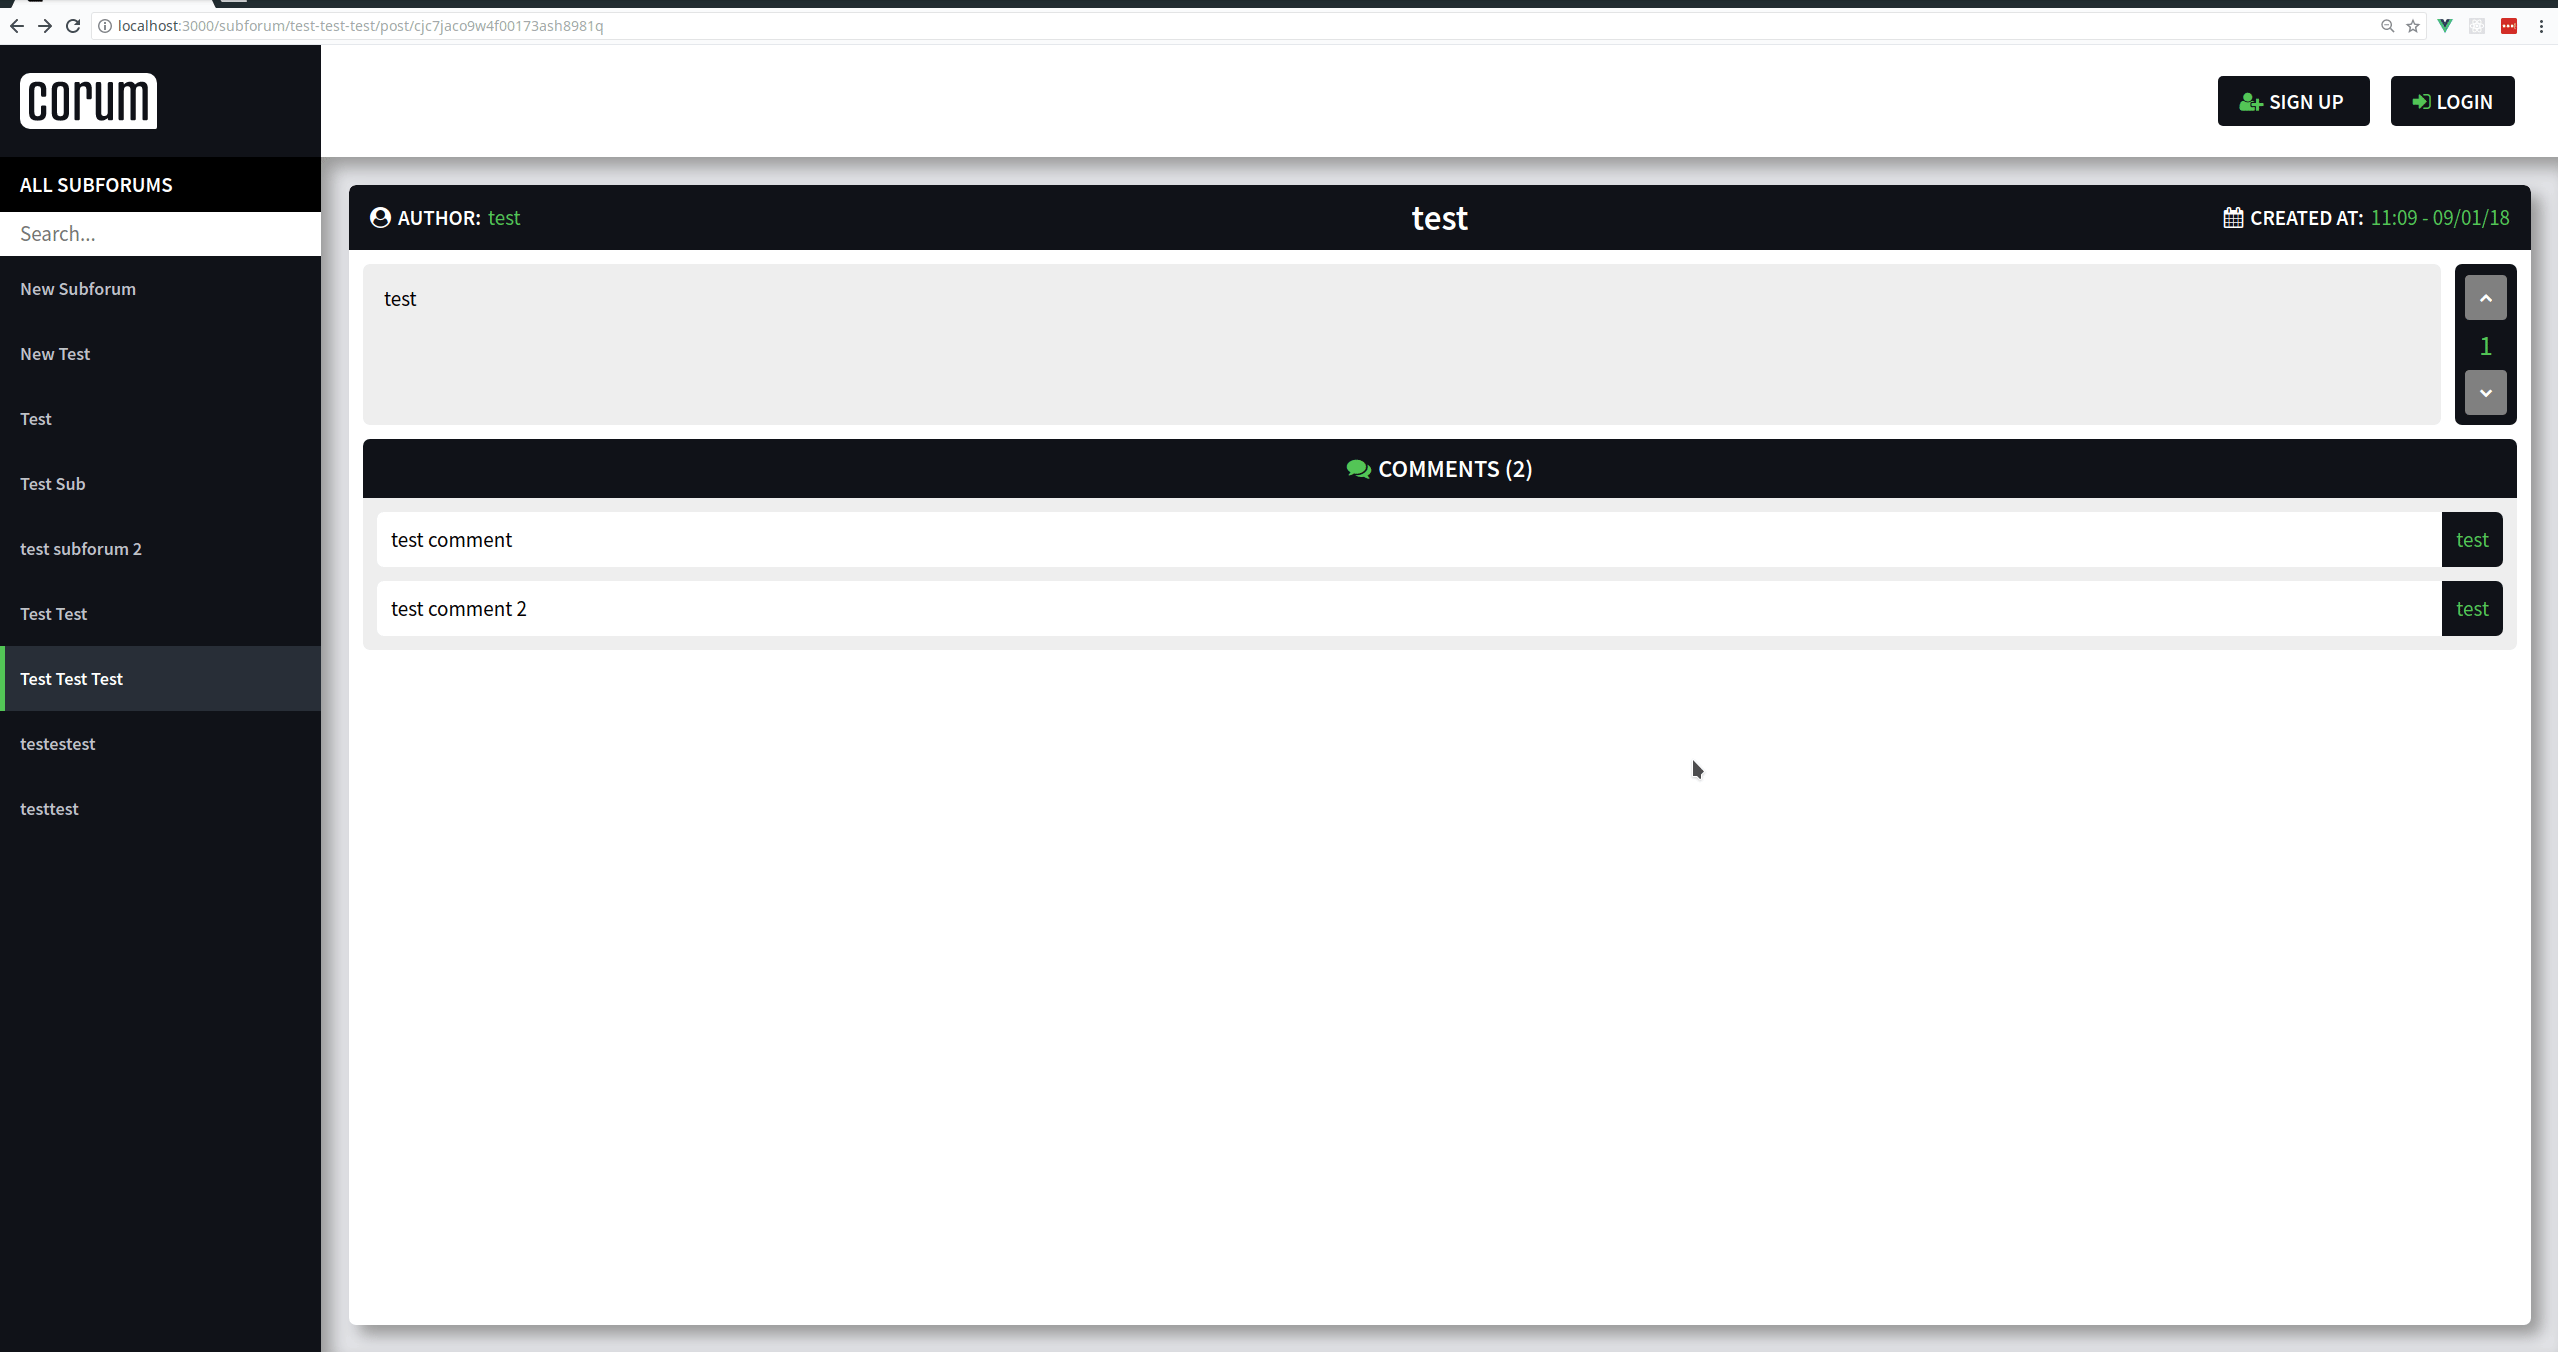 localhost:3000/subforum/test-test-test/post/cjc7jaco9w4f00173ash8981q
corum
SIGN UP
LOGIN
ALL SUBFORUMS
Search...
New Subforum
New Test
Test
Test Sub
test subforum 2
Test Test
Test Test Test
testestest
testtest
AUTHOR: test
test
CREATED AT: 11:09 - 09/01/18
test
1
COMMENTS (2)
test comment
test
test comment 2
test